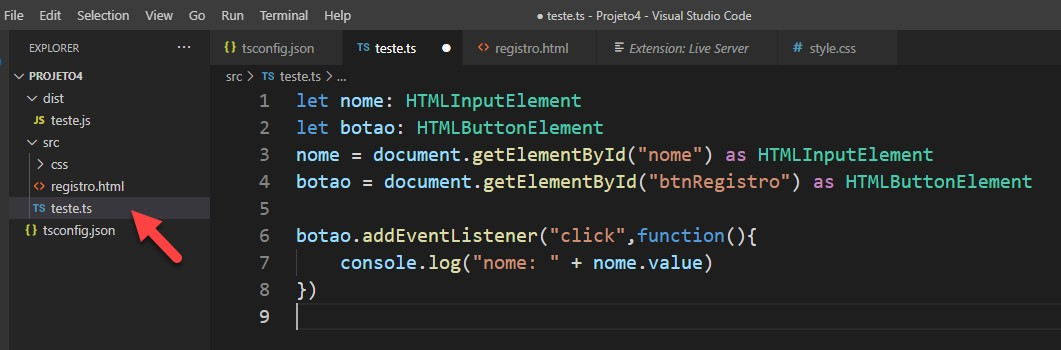 File Edit Selection View Go Run Terminal Help ● teste.ts - Projeto4 - Visual Studio Code
EXPLORER ...
PROJETO4
dist
JS teste.js
src
css
<> registro.html
TS teste.ts
{} tsconfig.json
{} tsconfig.json TS teste.ts ● <> registro.html Extension: Live Server # style.css
src > TS teste.ts > ...
1 let nome: HTMLInputElement
2 let botao: HTMLButtonElement
3 nome = document.getElementById("nome") as HTMLInputElement
4 botao = document.getElementById("btnRegistro") as HTMLButtonElement
5
6 botao.addEventListener("click",function(){
7     console.log("nome: " + nome.value)
8 })
9